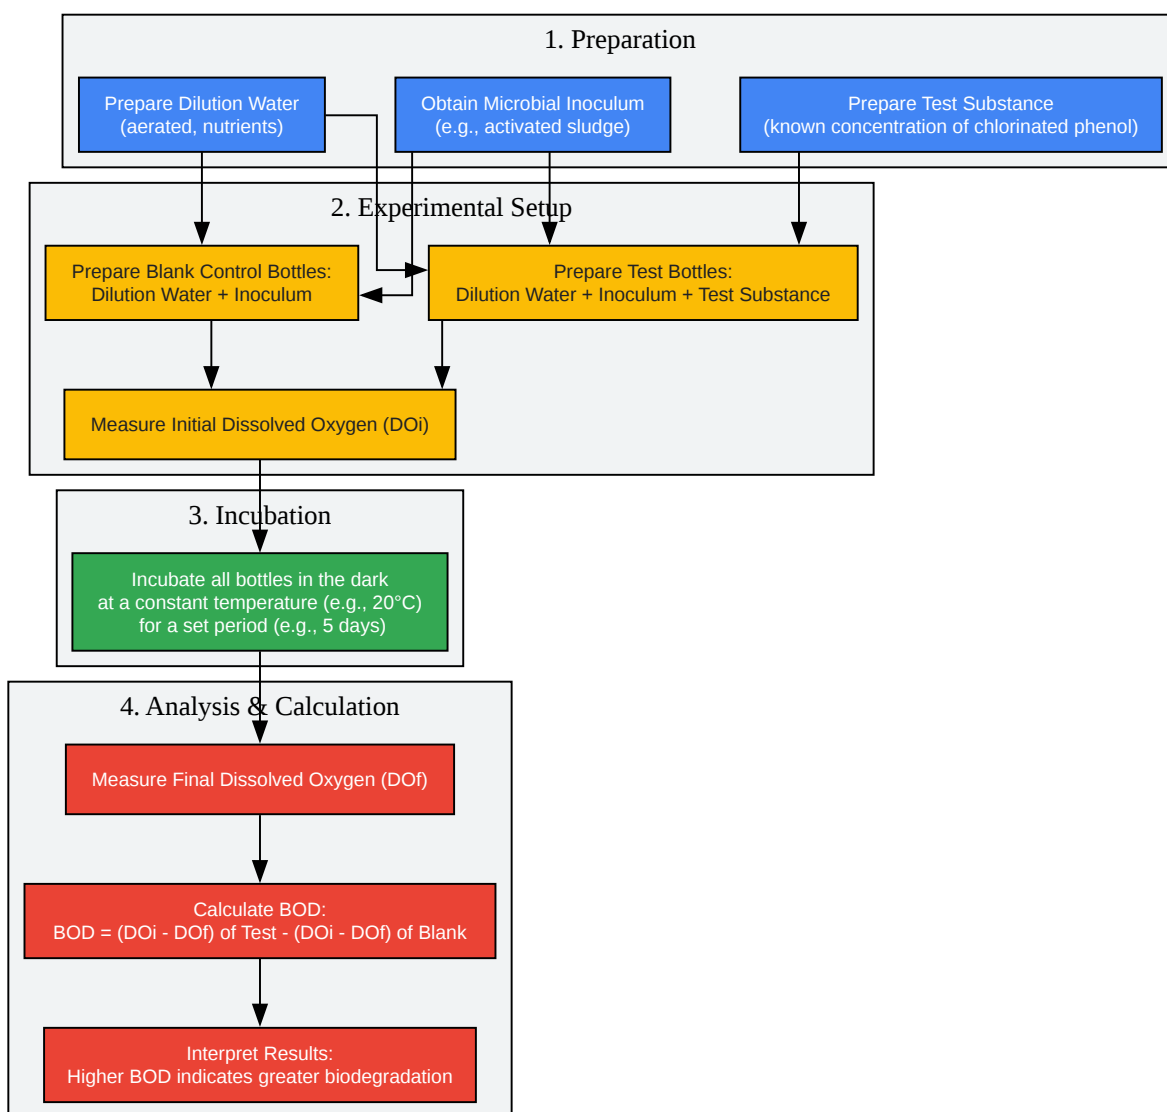 1. Preparation
Prepare Dilution Water
(aerated, nutrients)
Obtain Microbial Inoculum
(e.g., activated sludge)
Prepare Test Substance
(known concentration of chlorinated phenol)
2. Experimental Setup
Prepare Blank Control Bottles:
Dilution Water + Inoculum
Prepare Test Bottles:
Dilution Water + Inoculum + Test Substance
Measure Initial Dissolved Oxygen (DOi)
3. Incubation
Incubate all bottles in the dark
at a constant temperature (e.g., 20°C)
for a set period (e.g., 5 days)
4. Analysis & Calculation
Measure Final Dissolved Oxygen (DOf)
Calculate BOD:
BOD = (DOi - DOf) of Test - (DOi - DOf) of Blank
Interpret Results:
Higher BOD indicates greater biodegradation